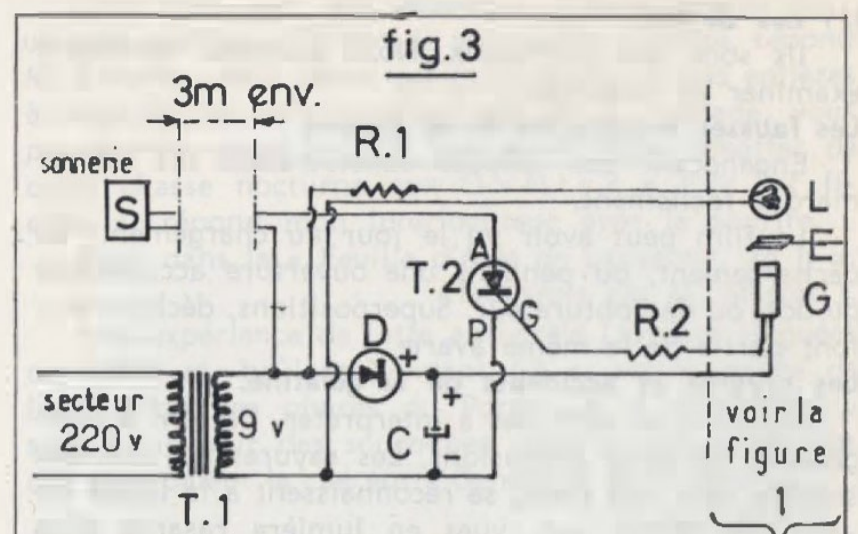 fig.3
3m env.
sonnerie
S
R.1
L
E
G
A
T.2
P
G
R.2
D
+
+
C
-
secteur
220 v
9 v
T.1
voir la
figure
1